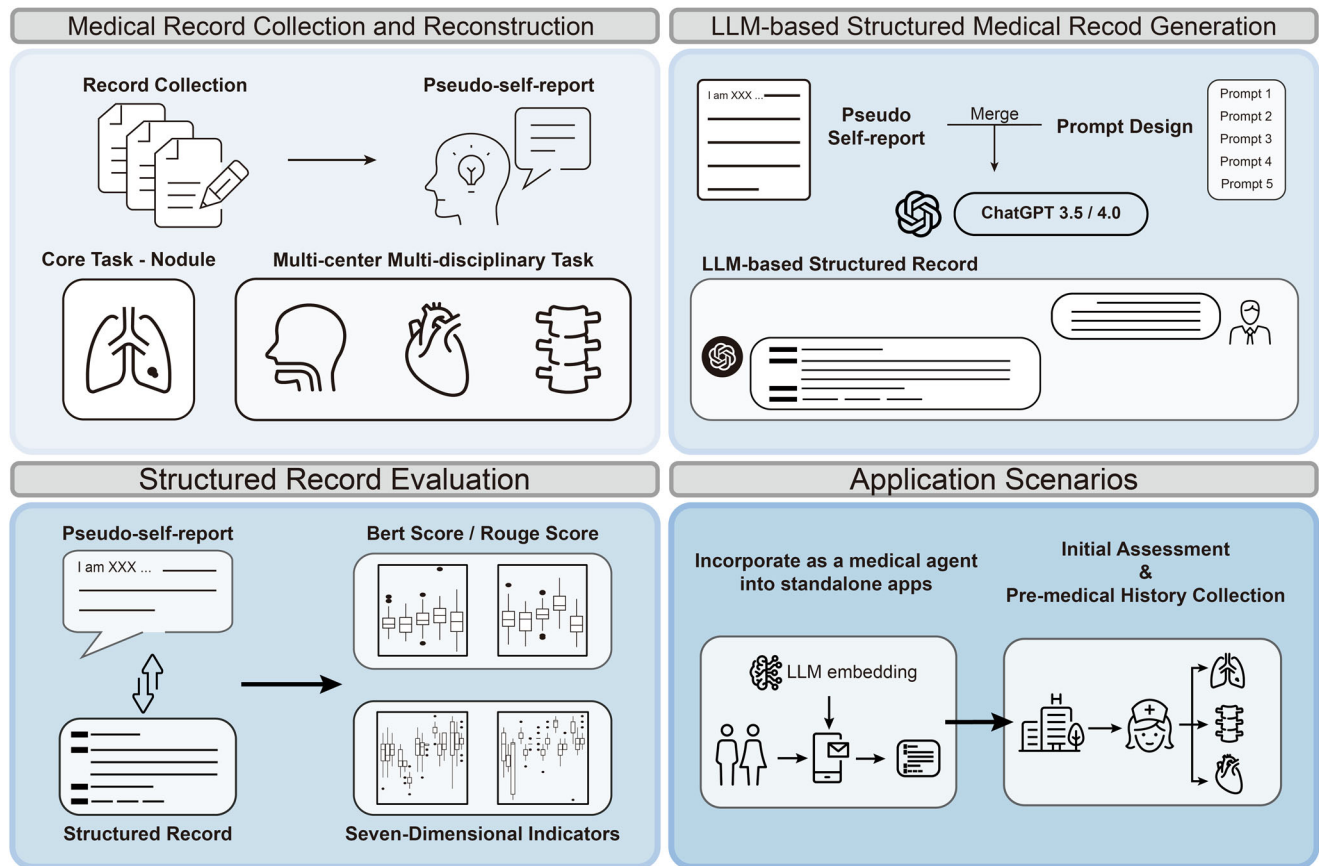 Medical Record Collection and Reconstruction
Record Collection
Pseudo-self-report
Core Task - Nodule
Multi-center Multi-disciplinary Task
LLM-based Structured Medical Recod Generation
I am XXX ...
Pseudo
Self-report
Merge
Prompt Design
Prompt 1
Prompt 2
Prompt 3
Prompt 4
Prompt 5
ChatGPT 3.5 / 4.0
LLM-based Structured Record
Structured Record Evaluation
Pseudo-self-report
I am XXX ...
Structured Record
Bert Score / Rouge Score
Seven-Dimensional Indicators
Application Scenarios
Incorporate as a medical agent
into standalone apps
LLM embedding
Initial Assessment
&
Pre-medical History Collection
H